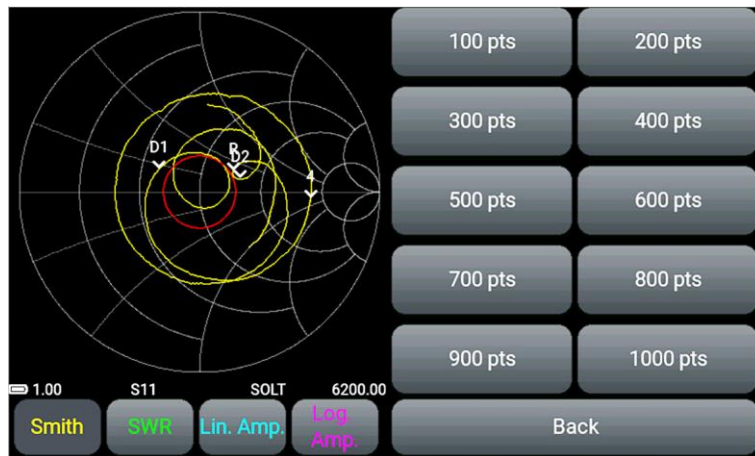 D1
R
D2
4
100 pts
200 pts
300 pts
400 pts
500 pts
600 pts
700 pts
800 pts
900 pts
1000 pts
1.00 S11 SOLT 6200.00
Smith
SWR
Lin. Amp.
Log
Amp.
Back